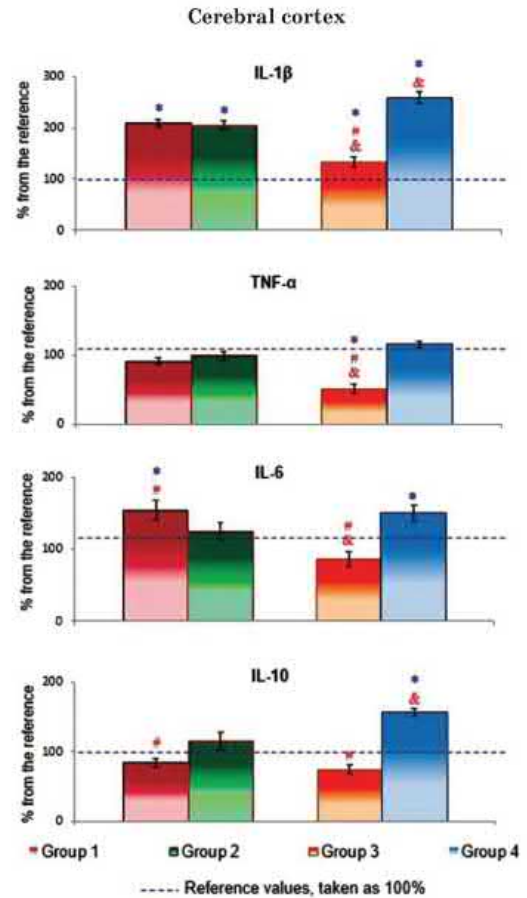 Cerebral cortex
IL-1β
% from the reference
300
200
100
0
*
*
*
#
&
*
&
TNF-α
% from the reference
200
100
0
*
#
&
IL-6
% from the reference
200
100
0
*
#
#
&
*
IL-10
% from the reference
200
100
0
#
#
*
&
Group 1 Group 2 Group 3 Group 4
Reference values, taken as 100%